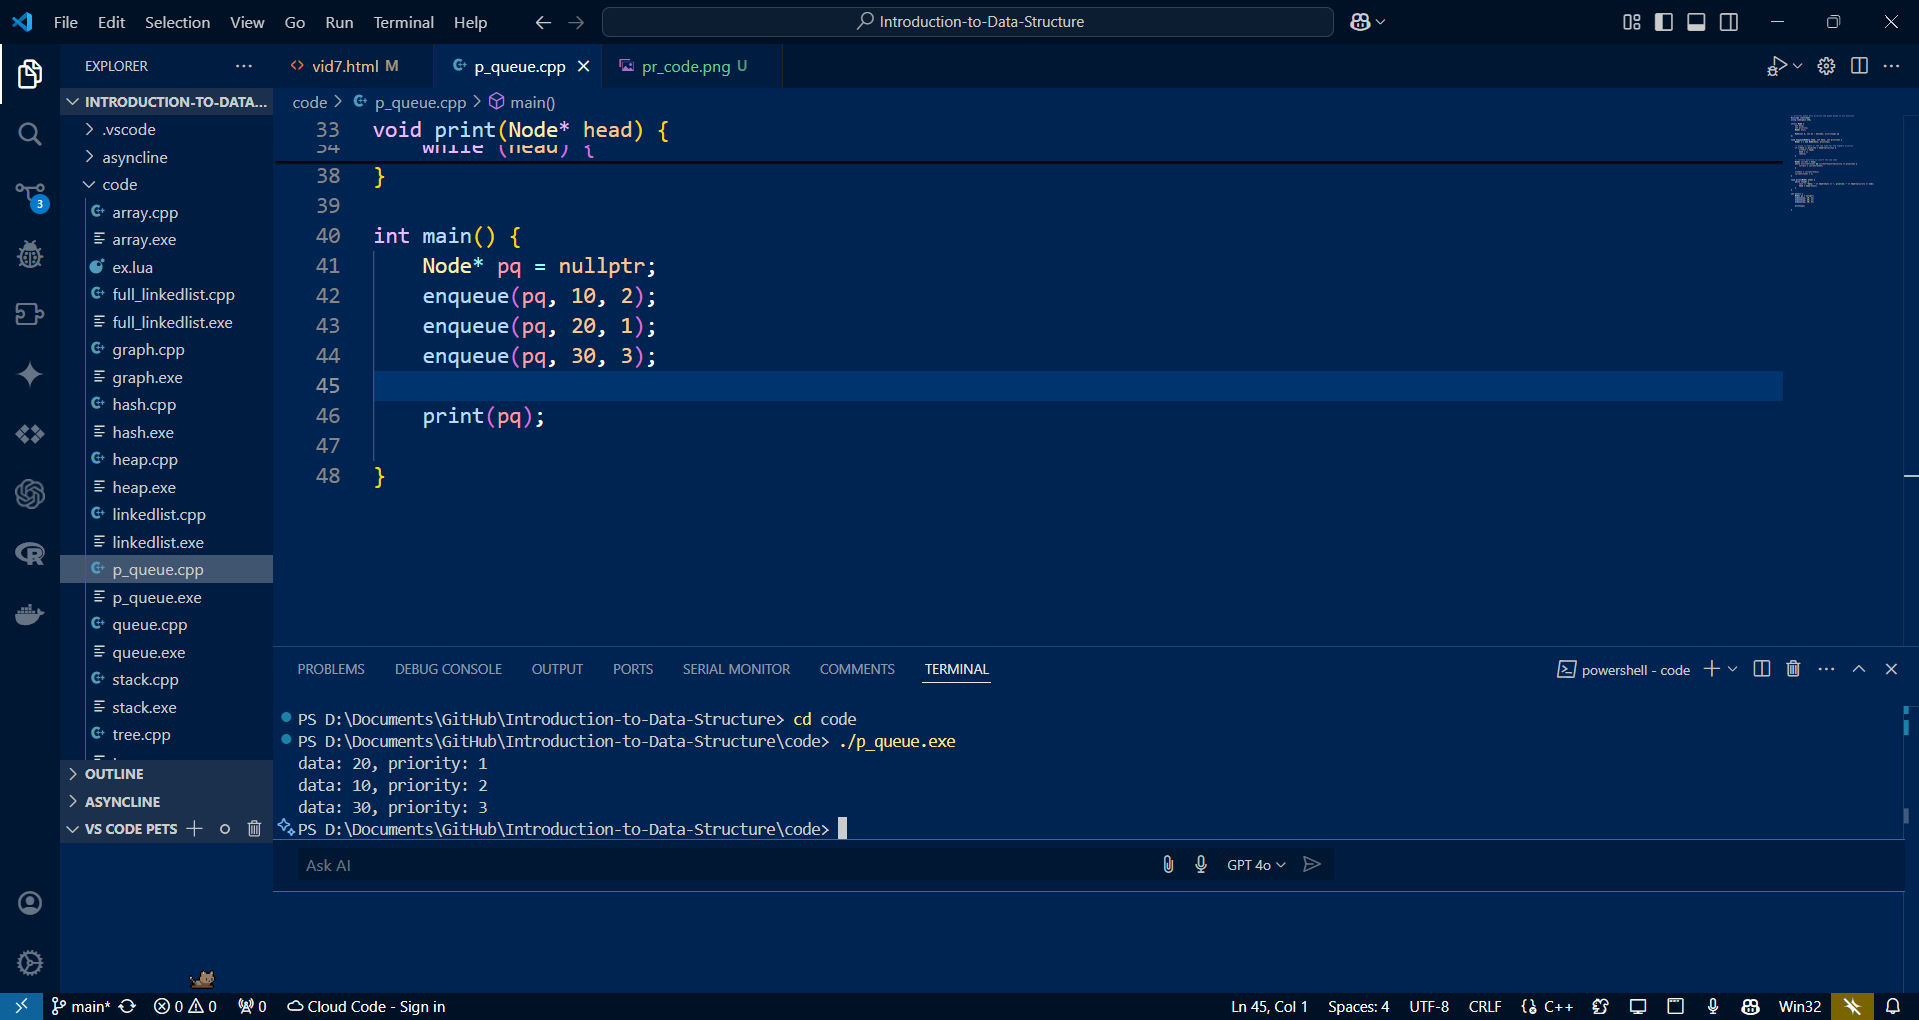 File Edit Selection View Go Run Terminal Help
Introduction-to-Data-Structure
EXPLORER
vid7.html M
p_queue.cpp
pr_code.png U
INTRODUCTION-TO-DATA...
.vscode
asyncline
code
array.cpp
array.exe
ex.lua
full_linkedlist.cpp
full_linkedlist.exe
graph.cpp
graph.exe
hash.cpp
hash.exe
heap.cpp
heap.exe
linkedlist.cpp
linkedlist.exe
p_queue.cpp
p_queue.exe
queue.cpp
queue.exe
stack.cpp
stack.exe
tree.cpp
OUTLINE
ASYNCLINE
VS CODE PETS
3
code > p_queue.cpp > main()
33 void print(Node* head) {
34 while (head) {
38 }
39
40 int main() {
41 Node* pq = nullptr;
42 enqueue(pq, 10, 2);
43 enqueue(pq, 20, 1);
44 enqueue(pq, 30, 3);
45
46 print(pq);
47
48 }
PROBLEMS DEBUG CONSOLE OUTPUT PORTS SERIAL MONITOR COMMENTS TERMINAL
powershell - code
PS D:\Documents\GitHub\Introduction-to-Data-Structure> cd code
PS D:\Documents\GitHub\Introduction-to-Data-Structure\code> ./p_queue.exe
data: 20, priority: 1
data: 10, priority: 2
data: 30, priority: 3
PS D:\Documents\GitHub\Introduction-to-Data-Structure\code>
Ask AI
GPT 4o
main* 0 0 0 Cloud Code - Sign in
Ln 45, Col 1 Spaces: 4 UTF-8 CRLF {} C++ Win32